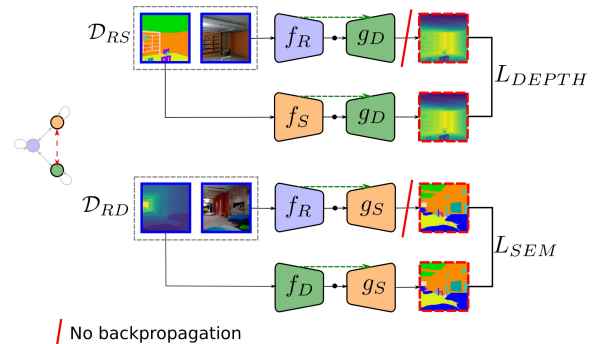 D_RS f_R g_D
L_DEPTH
f_S g_D
D_RD f_R g_S
L_SEM
f_D g_S
No backpropagation